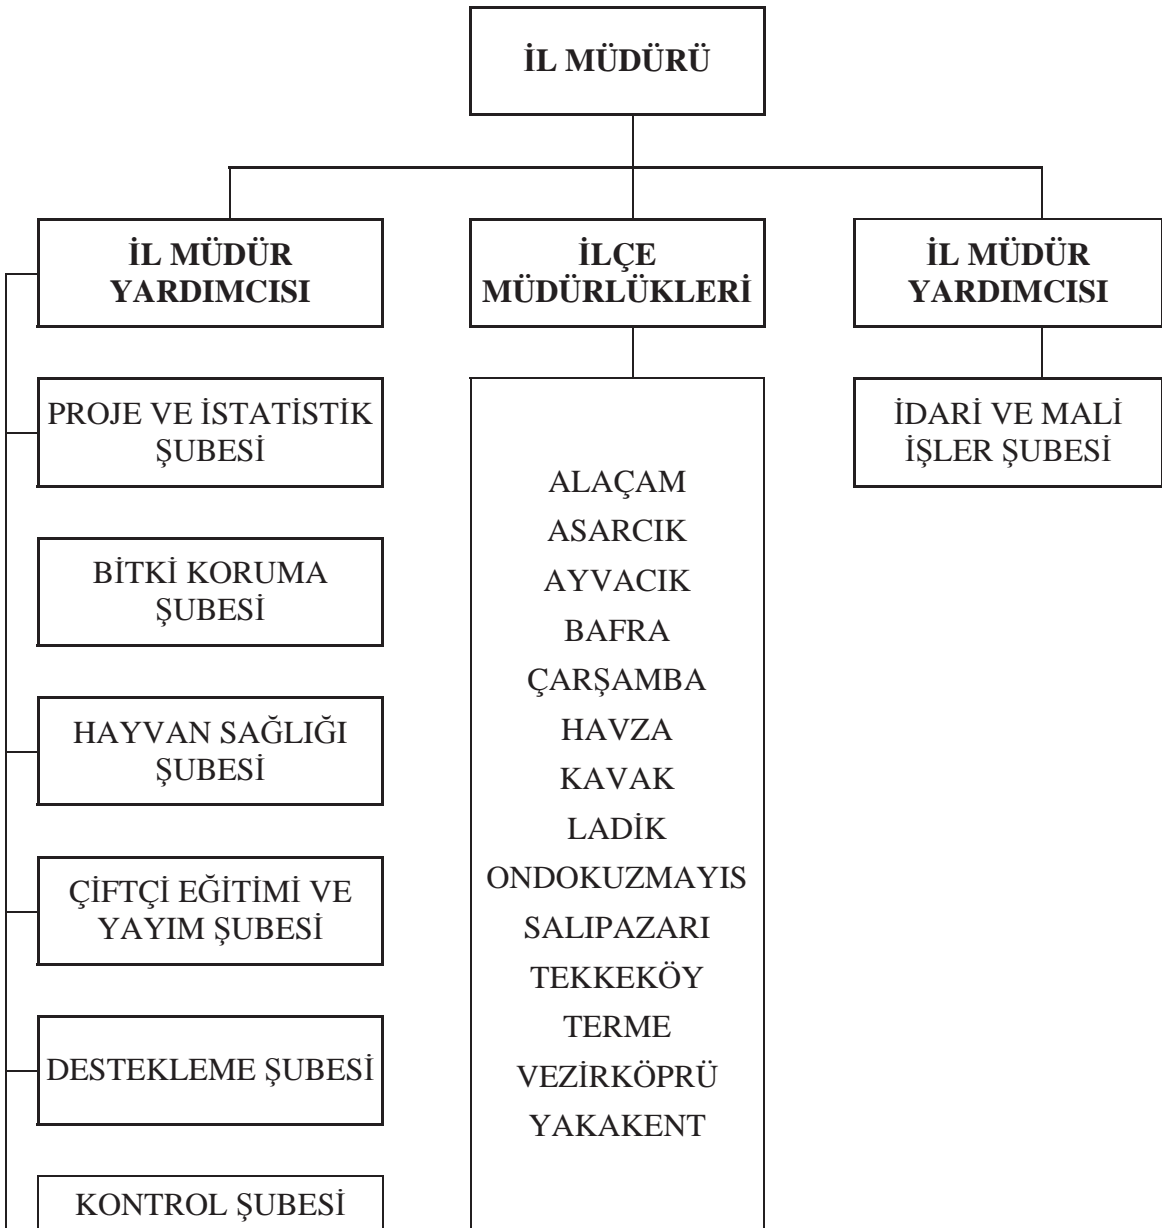 İL MÜDÜRÜ
İL MÜDÜR
YARDIMCISI
İLÇE
MÜDÜRLÜKLERİ
İL MÜDÜR
YARDIMCISI
PROJE VE İSTATİSTİK
ŞUBESİ
BİTKİ KORUMA
ŞUBESİ
HAYVAN SAĞLIĞI
ŞUBESİ
ÇİFTÇİ EĞİTİMİ VE
YAYIM ŞUBESİ
DESTEKLEME ŞUBESİ
KONTROL ŞUBESİ
ALAÇAM
ASARCIK
AYVACIK
BAFRA
ÇARŞAMBA
HAVZA
KAVAK
LADİK
ONDOKUZMAYIS
SALIPAZARI
TEKKEKÖY
TERME
VEZİRKÖPRÜ
YAKAKENT
İDARİ VE MALİ
İŞLER ŞUBESİ